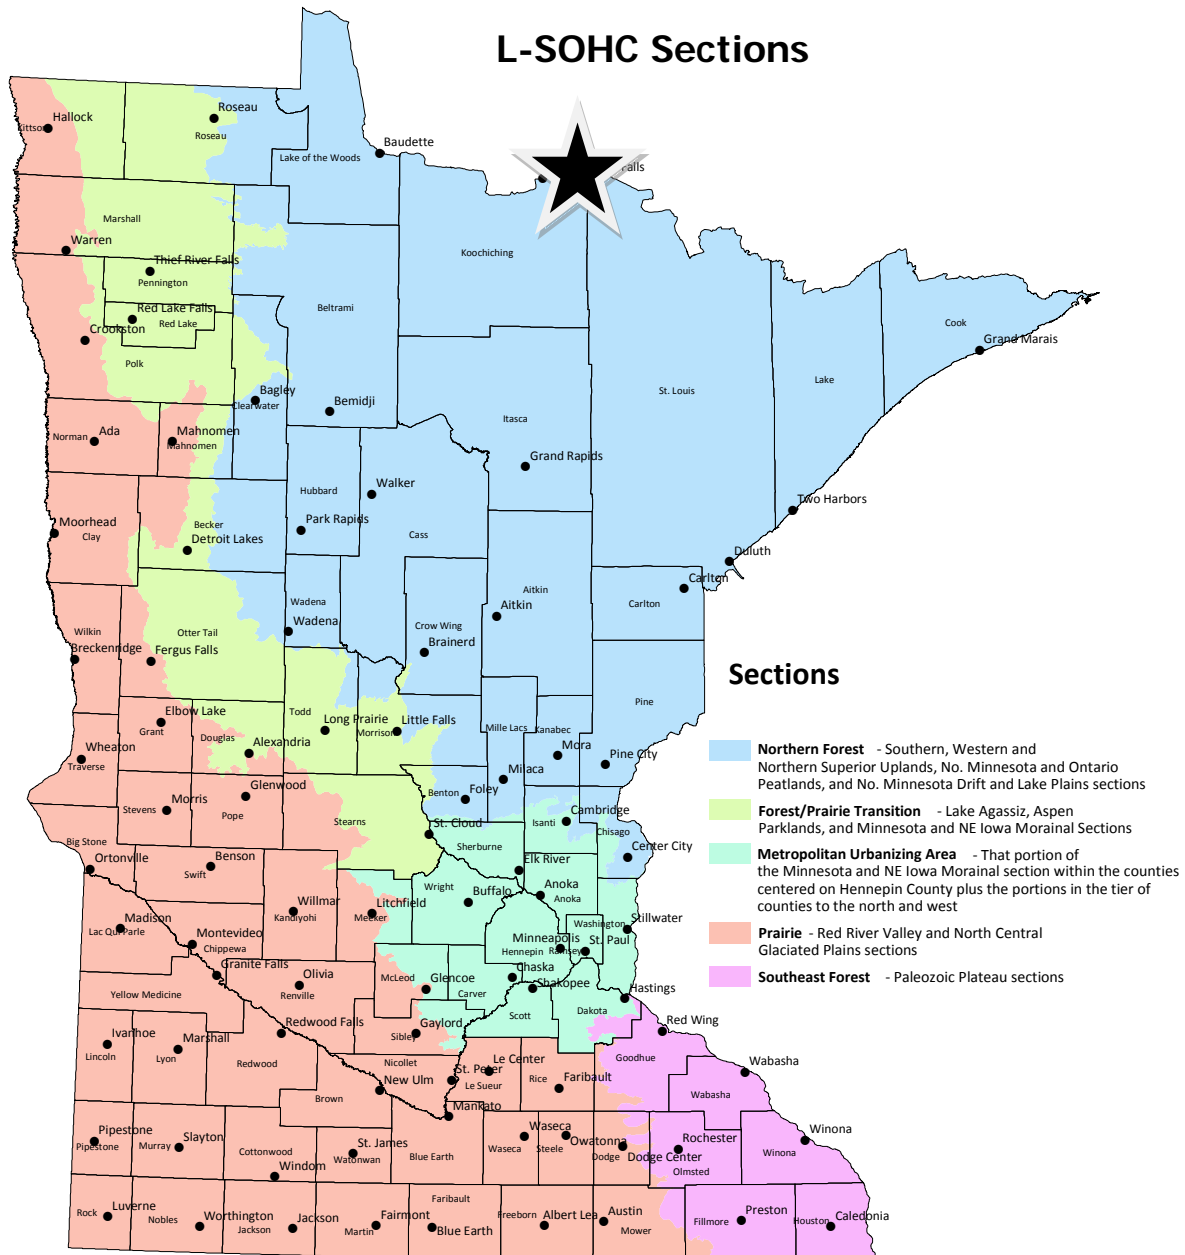 L-SOHC Sections
Roseau
Hallock
Kittson
Roseau
Baudette
Lake of the Woods
Falls
Marshall
Warren
Koochiching
Thief River Falls
Pennington
Beltrami
Red Lake Falls
Red Lake
Crookston
Cook
Grand Marais
Polk
Lake
St. Louis
Bagley
Clearwater
Bemidji
Itasca
Norman
Ada
Mahnomen
Mahnomen
Grand Rapids
Walker
Hubbard
Two Harbors
Moorhead
Clay
Becker
Park Rapids
Cass
Detroit Lakes
Duluth
Carlton
Aitkin
Wadena
Aitkin
Carlton
Wilkin
Otter Tail
Wadena
Crow Wing
Brainerd
Breckenridge
Fergus Falls
Sections
Pine
Elbow Lake
Grant
Todd
Long Prairie
Little Falls
Morrison
Mille Lacs
Kanabec
Douglas
Alexandria
Mora
Wheaton
Traverse
Pine City
Milaca
Northern Forest - Southern, Western and
Northern Superior Uplands, No. Minnesota and Ontario
Peatlands, and No. Minnesota Drift and Lake Plains sections
Glenwood
Morris
Stevens
Pope
Benton
Foley
Stearns
Cambridge
Isanti
Chisago
Forest/Prairie Transition - Lake Agassiz, Aspen
Parklands, and Minnesota and NE Iowa Morainal Sections
Big Stone
St. Cloud
Sherburne
Ortonville
Benson
Swift
Elk River
Center City
Metropolitan Urbanizing Area - That portion of
the Minnesota and NE Iowa Morainal section within the counties
centered on Hennepin County plus the portions in the tier of
counties to the north and west
Wright
Buffalo
Anoka
Anoka
Willmar
Kandiyohi
Litchfield
Meeker
Madison
Lac Qui Parle
Montevideo
Chippewa
Washington
Stillwater
Minneapolis
Hennepin
Ramsey
St. Paul
Prairie - Red River Valley and North Central
Glaciated Plains sections
Granite Falls
Olivia
Renville
McLeod
Glencoe
Carver
Chaska
Shakopee
Southeast Forest - Paleozoic Plateau sections
Yellow Medicine
Hastings
Scott
Dakota
Redwood Falls
Gaylord
Sibley
Red Wing
Ivanhoe
Lincoln
Marshall
Lyon
Redwood
Nicollet
Le Center
St. Peter
Le Sueur
Rice
Faribault
Goodhue
Wabasha
Wabasha
New Ulm
Brown
Mankato
Pipestone
Pipestone
Slayton
Murray
Cottonwood
St. James
Watonwan
Blue Earth
Waseca
Waseca
Steele
Owatonna
Dodge
Dodge Center
Rochester
Olmsted
Winona
Winona
Windom
Rock
Luverne
Nobles
Worthington
Jackson
Jackson
Martin
Fairmont
Faribault
Blue Earth
Freeborn
Albert Lea
Austin
Mower
Fillmore
Preston
Houston
Caledonia